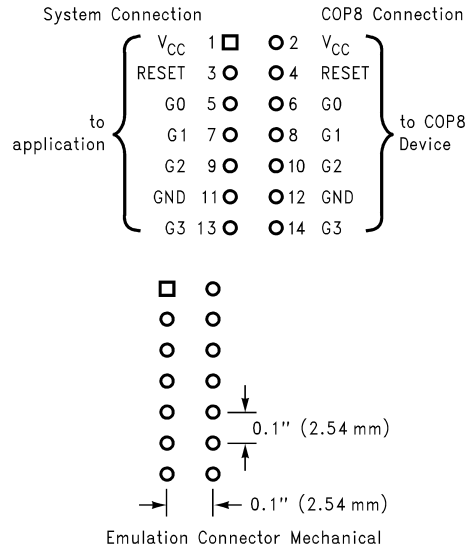 System Connection COP8 Connection
VCC 1 2 VCC
RESET 3 4 RESET
G0 5 6 G0
to application
G1 7 8 G1
to COP8 Device
G2 9 10 G2
GND 11 12 GND
G3 13 14 G3
0.1" (2.54 mm)
0.1" (2.54 mm)
Emulation Connector Mechanical